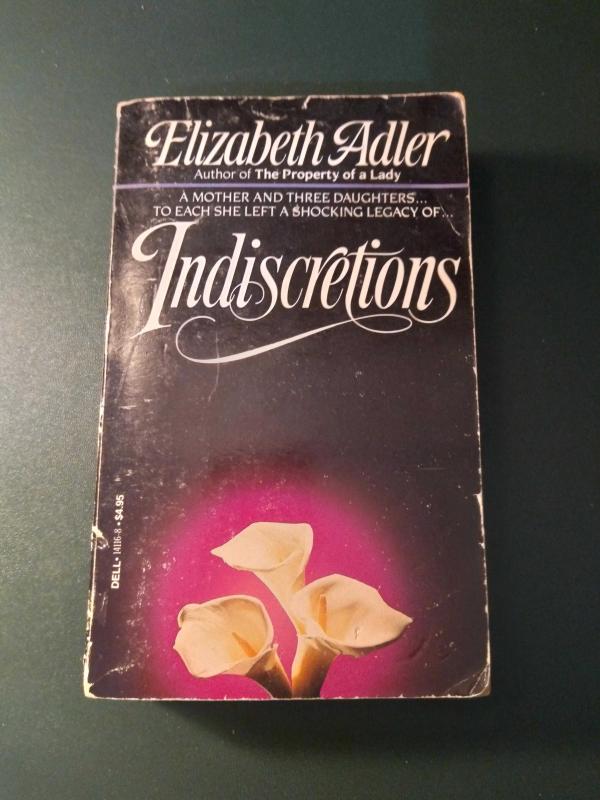 Elizabeth Adler
Author of The Property of a Lady
A MOTHER AND THREE DAUGHTERS...
TO EACH SHE LEFT A SHOCKING LEGACY OF...
Indiscretions
DELL • 14116-8 • $4.95